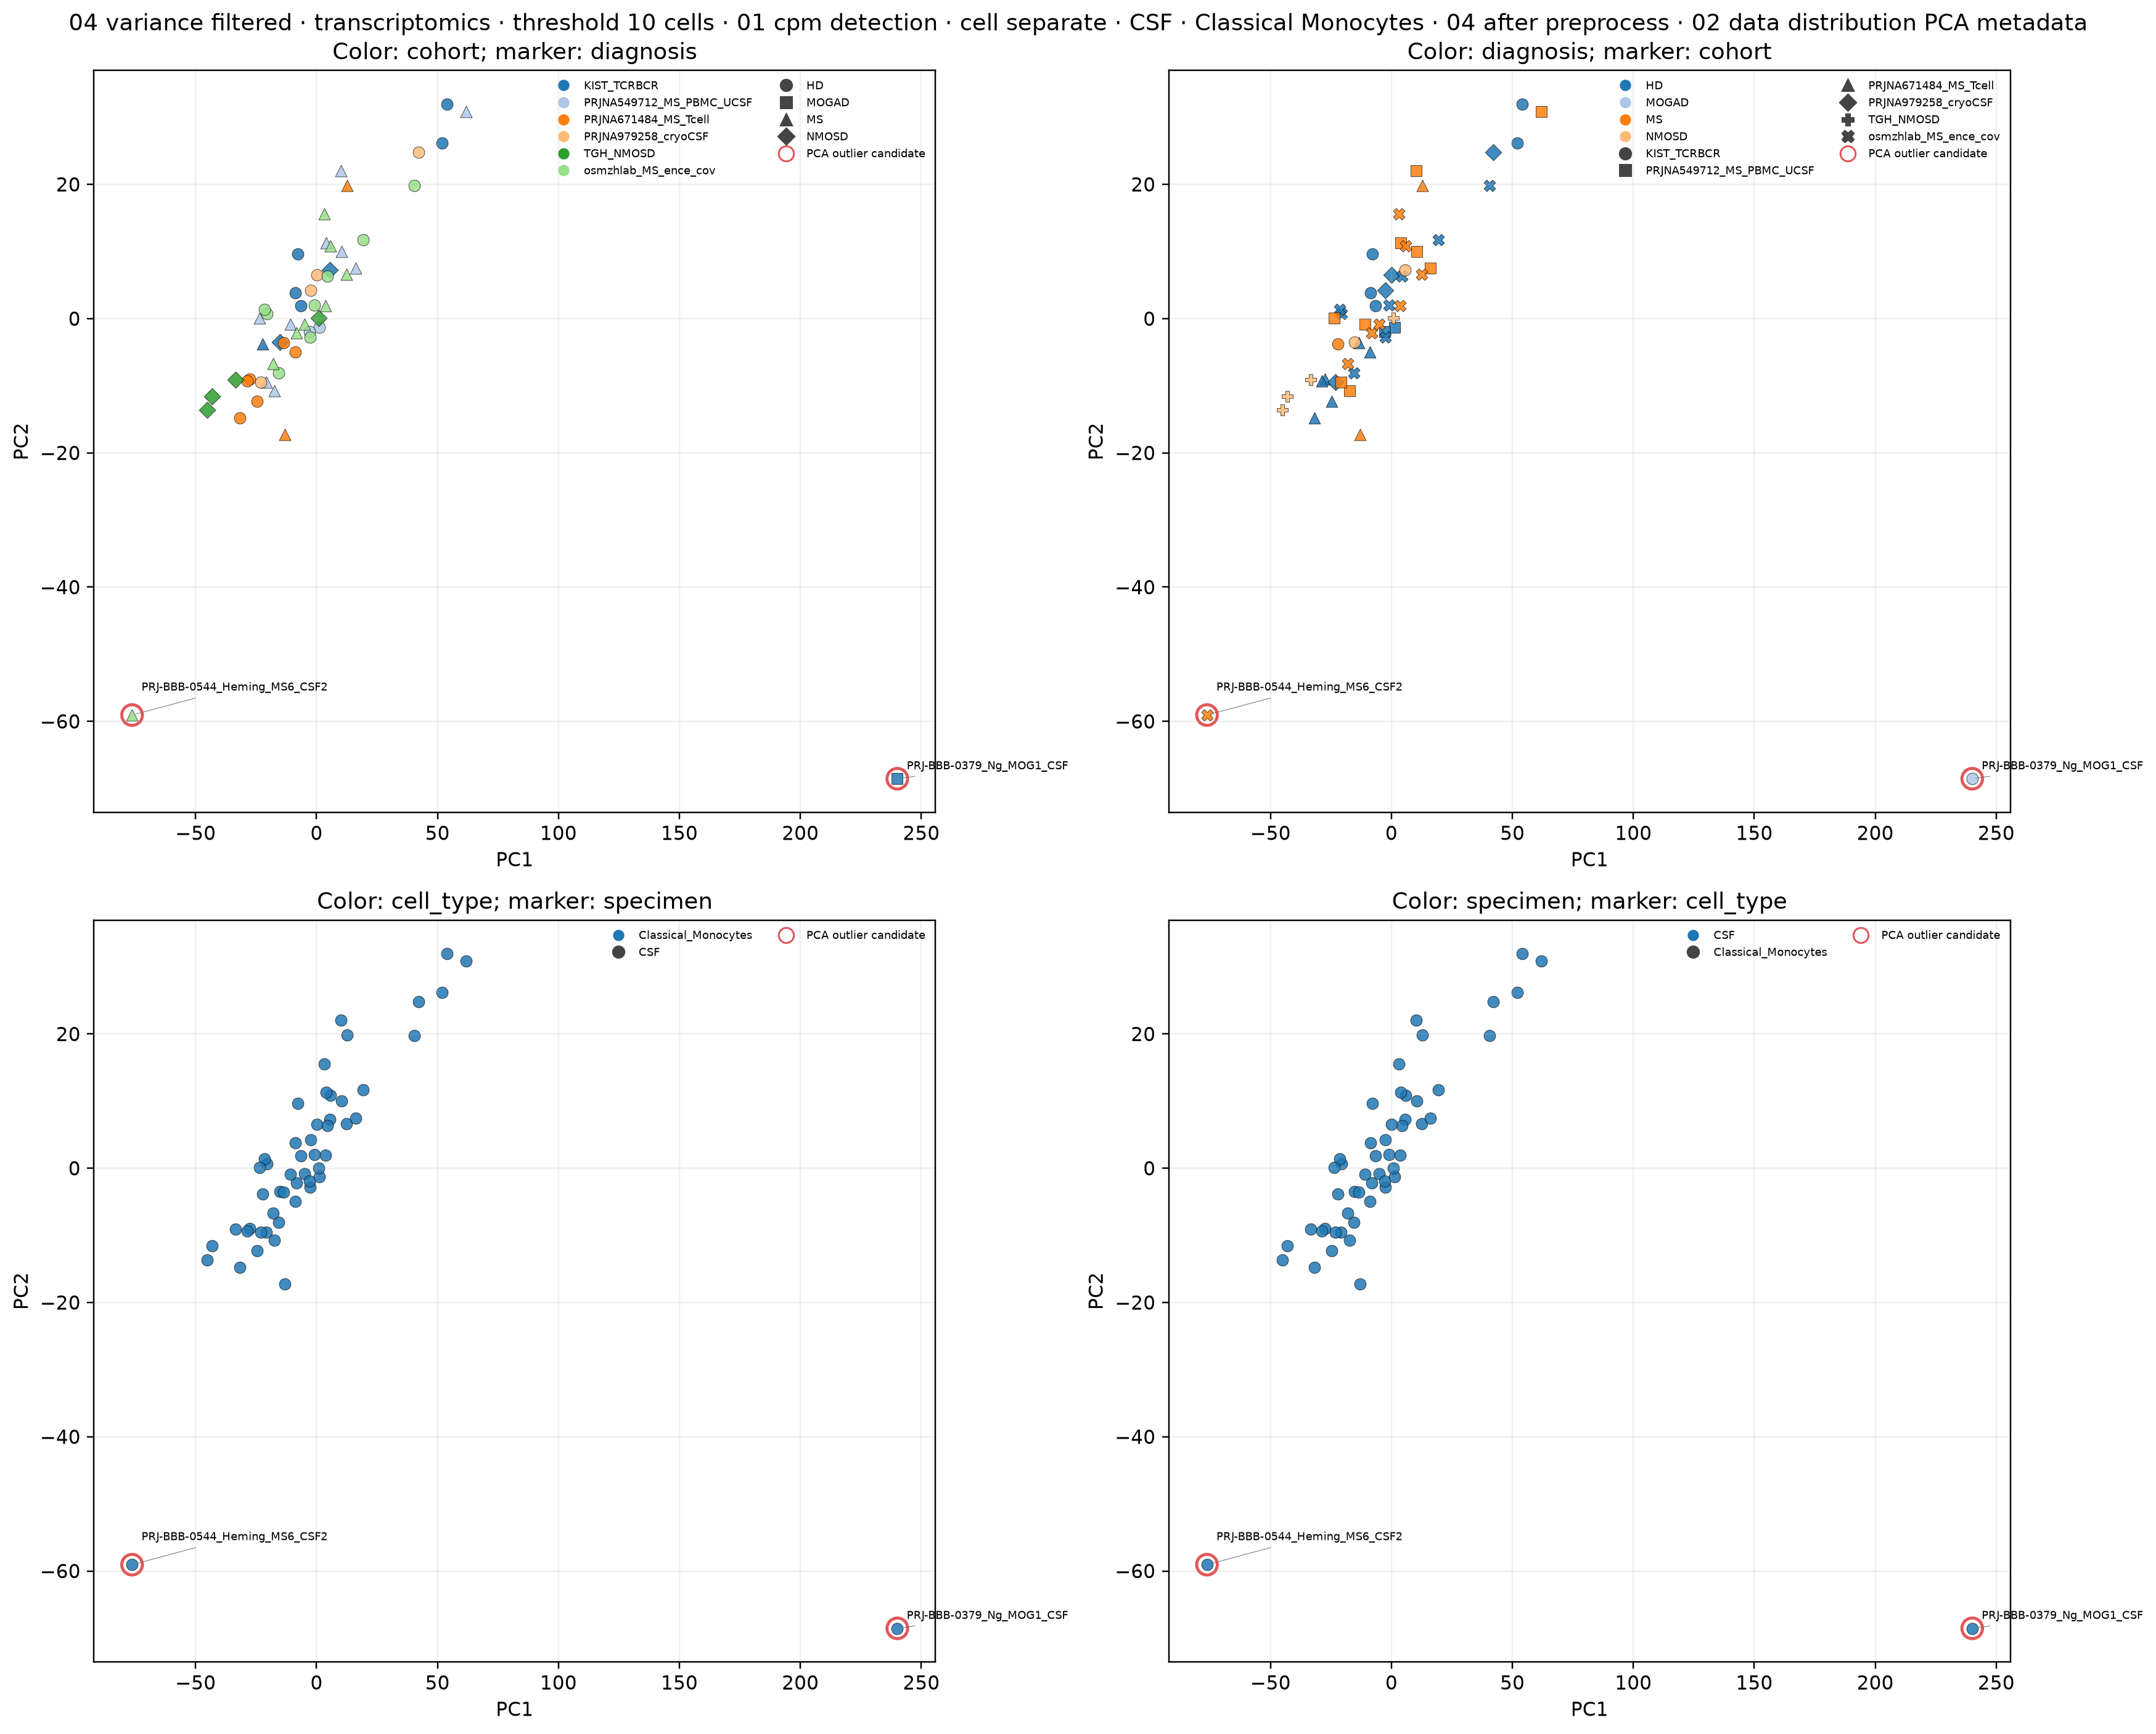 04 variance filtered · transcriptomics · threshold 10 cells · 01 cpm detection · cell separate · CSF · Classical Monocytes · 04 after preprocess · 02 data distribution PCA metadata
Color: cohort; marker: diagnosis
KIST_TCRBCR
PRJNA549712_MS_PBMC_UCSF
PRJNA671484_MS_Tcell
PRJNA979258_cryoCSF
TGH_NMOSD
osmzhlab_MS_ence_cov
HD
MOGAD
MS
NMOSD
PCA outlier candidate
20
0
−20
−40
−60
PC2
PRJ-BBB-0544_Heming_MS6_CSF2
PRJ-BBB-0379_Ng_MOG1_CSF
−50 0 50 100 150 200 250
PC1
Color: diagnosis; marker: cohort
HD
MOGAD
MS
NMOSD
KIST_TCRBCR
PRJNA549712_MS_PBMC_UCSF
PRJNA671484_MS_Tcell
PRJNA979258_cryoCSF
TGH_NMOSD
osmzhlab_MS_ence_cov
PCA outlier candidate
20
0
−20
−40
−60
PC2
PRJ-BBB-0544_Heming_MS6_CSF2
PRJ-BBB-0379_Ng_MOG1_CSF
−50 0 50 100 150 200 250
PC1
Color: cell_type; marker: specimen
Classical_Monocytes
CSF
PCA outlier candidate
20
0
−20
−40
−60
PC2
PRJ-BBB-0544_Heming_MS6_CSF2
PRJ-BBB-0379_Ng_MOG1_CSF
−50 0 50 100 150 200 250
PC1
Color: specimen; marker: cell_type
CSF
Classical_Monocytes
PCA outlier candidate
20
0
−20
−40
−60
PC2
PRJ-BBB-0544_Heming_MS6_CSF2
PRJ-BBB-0379_Ng_MOG1_CSF
−50 0 50 100 150 200 250
PC1